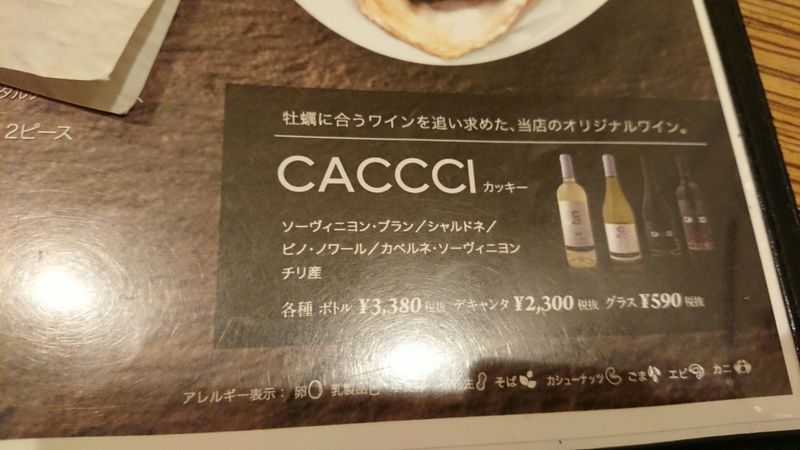 2ピース
牡蠣に合うワインを追い求めた、当店のオリジナルワイン。
CACCCI カッキー
ソーヴィニヨン・ブラン／シャルドネ／
ピノ・ノワール／カベルネ・ソーヴィニヨン
チリ産
各種 ボトル ¥3,380 税抜 デキャンタ ¥2,300 税抜 グラス ¥590 税抜
アレルギー表示： 卵 乳製品 そば カシューナッツ ごま エビ カニ